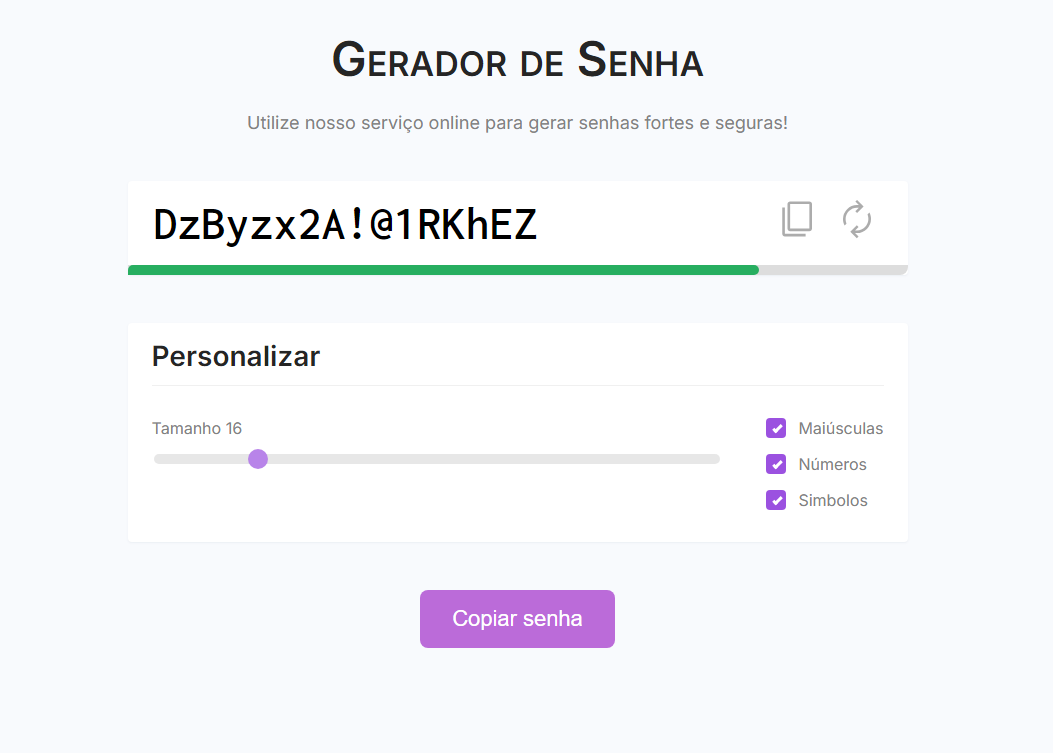 Gerador de Senha
Utilize nosso serviço online para gerar senhas fortes e seguras!
DzByzx2A!@1RKhEZ
Personalizar
Tamanho 16
Maiúsculas
Números
Simbolos
Copiar senha